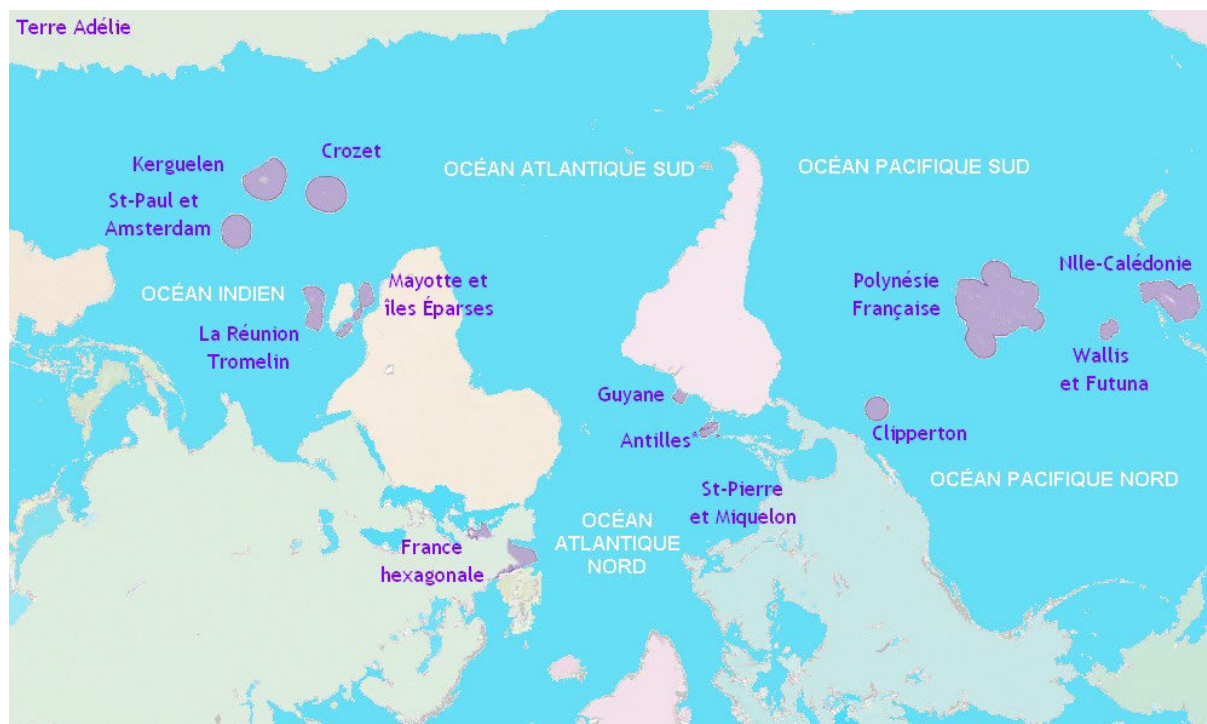 Terre Adélie
Kerguelen
Crozet
St-Paul et
Amsterdam
OCÉAN ATLANTIQUE SUD
OCÉAN PACIFIQUE SUD
OCÉAN INDIEN
Mayotte et
îles Éparses
La Réunion
Tromelin
Polynésie
Française
Nlle-Calédonie
Wallis
et Futuna
Guyane
Antilles*
Clipperton
St-Pierre
et Miquelon
OCÉAN PACIFIQUE NORD
OCÉAN
ATLANTIQUE
NORD
France
hexagonale